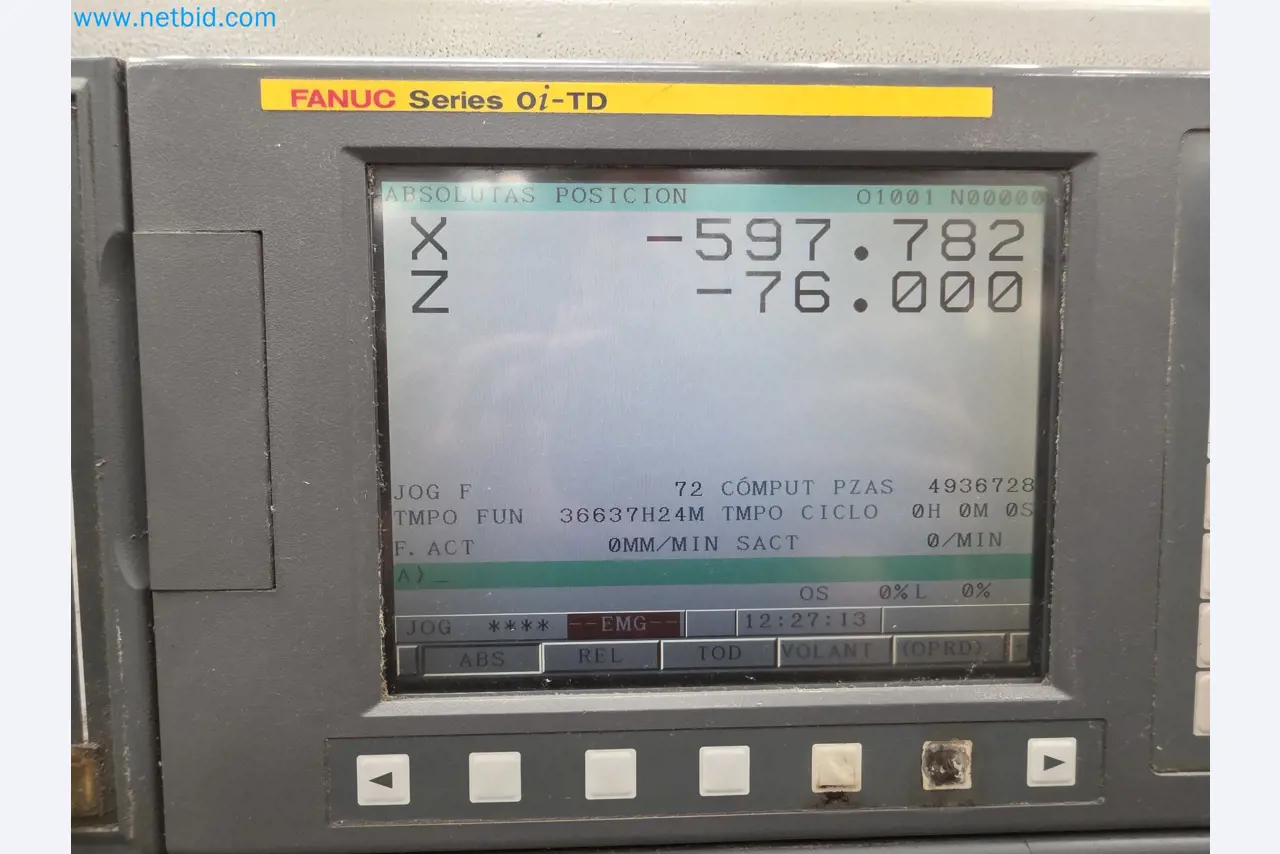 www.netbid.com
FANUC Series 0i-TD
ABSOLUTAS POSICION O1001 N00000
X -597.782
Z -76.000
JOG F 72 CÓMPUT PZAS 4936728
TMPO FUN 36637H24M TMPO CICLO 0H 0M 0S
F. ACT 0MM/MIN SACT 0/MIN
A)_
OS 0% L 0%
JOG **** --EMG-- 12:27:13
ABS REL TOD VOLANT (OPRD) +